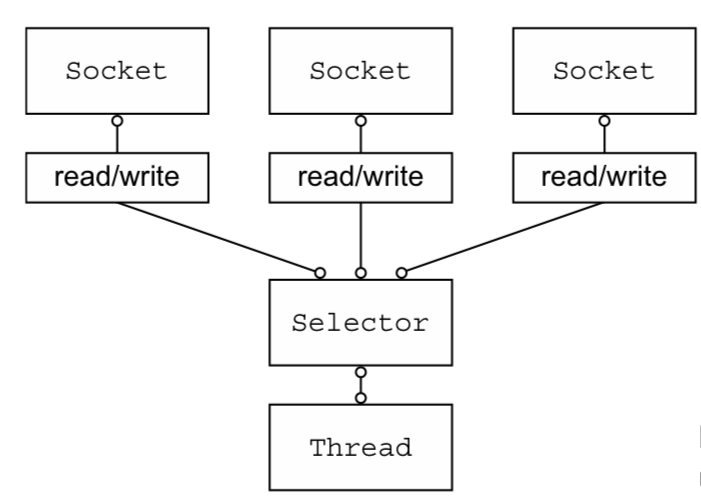 Socket Socket Socket
read/write read/write read/write
Selector
Thread